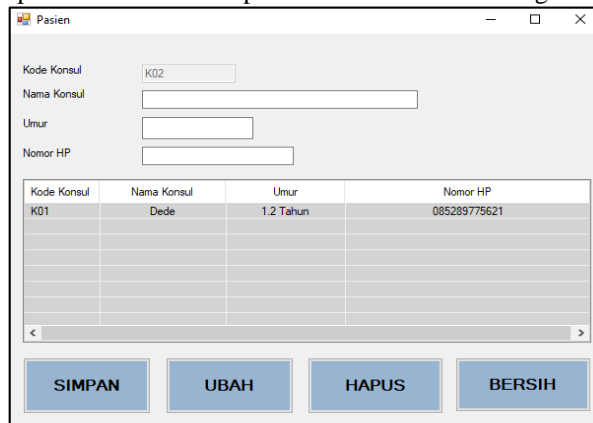 Pasien
Kode Konsul K02
Nama Konsul
Umur
Nomor HP
Kode Konsul Nama Konsul Umur Nomor HP
K01 Dede 1.2 Tahun 085289775621
SIMPAN UBAH HAPUS BERSIH